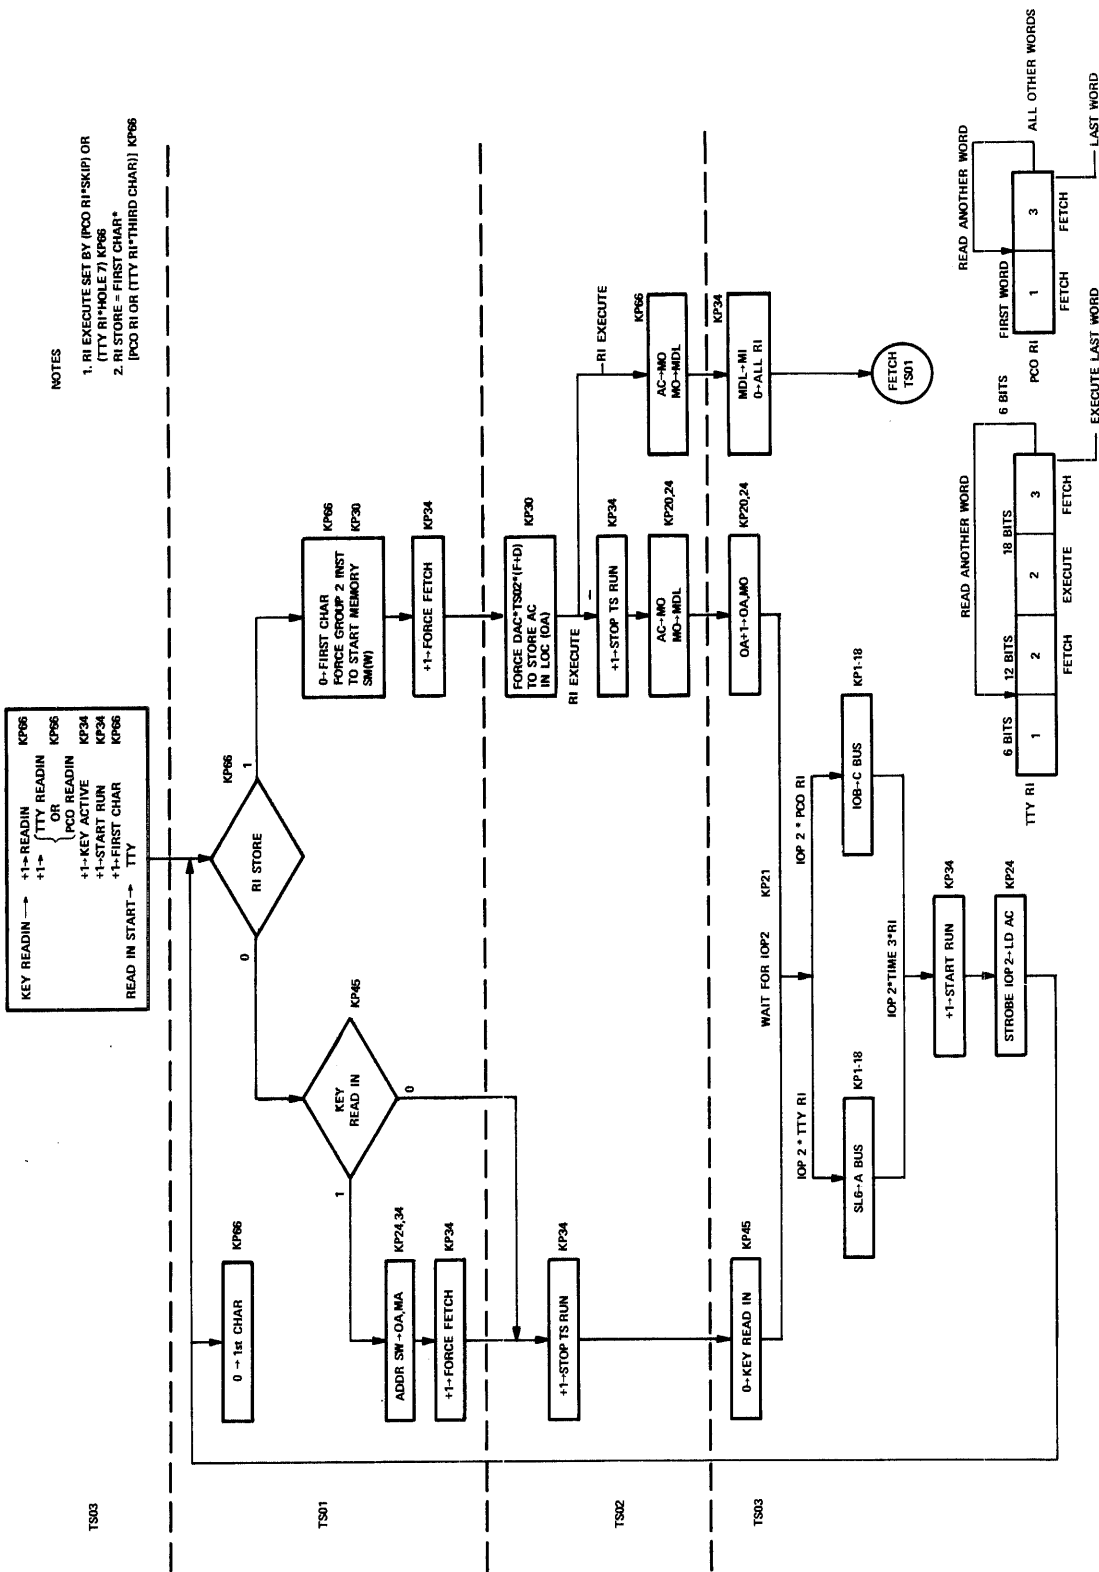 NOTES
1. RI EXECUTE SET BY (PCO RI*SKIP) OR
(TTY RI*HOLE 7) KP66
2. RI STORE = FIRST CHAR*
[PCO RI OR (TTY RI*THIRD CHAR)] KP66
KEY READIN → +1→READIN KP66
+1→ {TTY READIN KP66
OR
PCO READIN
+1→KEY ACTIVE KP34
+1→START RUN KP34
+1→FIRST CHAR KP66
READ IN START → TTY
TS03
TS01
TS02
TS03
0 → 1st CHAR
KP66
RI STORE
KP66
0
1
KEY
READ IN
KP45
1
0
ADDR SW→OA,MA
KP24,34
+1→FORCE FETCH
KP34
0→FIRST CHAR
FORCE GROUP 2 INST
TO START MEMORY
SM(W)
KP66
KP30
+1→FORCE FETCH
KP34
+1→STOP TS RUN
KP34
FORCE DAC*TS02*(F+D)
TO STORE AC
IN LOC (OA)
KP30
RI EXECUTE
–
RI EXECUTE
+1→STOP TS RUN
KP34
AC→MO
MO→MDL
KP20,24
AC→MO
MO→MDL
KP66
0→KEY READ IN
KP45
OA+1→OA,MO
KP20,24
MDL→MI
0→ALL RI
KP34
FETCH
TS01
WAIT FOR IOP2 KP21
IOP 2 * TTY RI
IOP 2 * PCO RI
SL6→A BUS
KP1-18
IOB→C BUS
KP1-18
IOP 2*TIME 3*RI
+1→START RUN
KP34
STROBE IOP2→LD AC
KP24
READ ANOTHER WORD
6 BITS
12 BITS
18 BITS
6 BITS
TTY RI
1
2
2
3
FETCH
EXECUTE
FETCH
EXECUTE LAST WORD
READ ANOTHER WORD
FIRST WORD
ALL OTHER WORDS
PCO RI
1
3
FETCH
FETCH
LAST WORD